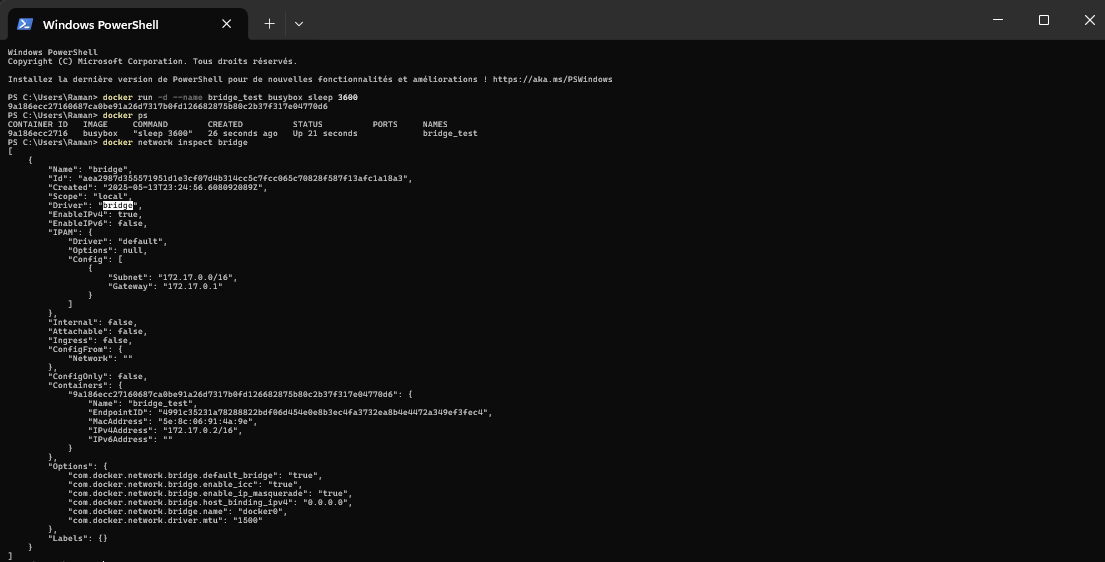 Windows PowerShell
Windows PowerShell
Copyright (C) Microsoft Corporation. Tous droits réservés.
Installez la dernière version de PowerShell pour de nouvelles fonctionnalités et améliorations ! https://aka.ms/PSWindows
PS C:\Users\Raman> docker run -d --name bridge_test busybox sleep 3600
9a186ecc27160687ca0be91a26d7317b0fd126682875b80c2b37f317e04770d6
PS C:\Users\Raman> docker ps
CONTAINER ID   IMAGE     COMMAND        CREATED          STATUS          PORTS     NAMES
9a186ecc2716   busybox   "sleep 3600"   26 seconds ago   Up 21 seconds             bridge_test
PS C:\Users\Raman> docker network inspect bridge
[
    {
        "Name": "bridge",
        "Id": "aea2987d355571951d1e3cf07d4b314cc5c7fcc065c70828f587f13afc1a18a3",
        "Created": "2025-05-13T23:24:56.608092089Z",
        "Scope": "local",
        "Driver": "bridge",
        "EnableIPv4": true,
        "EnableIPv6": false,
        "IPAM": {
            "Driver": "default",
            "Options": null,
            "Config": [
                {
                    "Subnet": "172.17.0.0/16",
                    "Gateway": "172.17.0.1"
                }
            ]
        },
        "Internal": false,
        "Attachable": false,
        "Ingress": false,
        "ConfigFrom": {
            "Network": ""
        },
        "ConfigOnly": false,
        "Containers": {
            "9a186ecc27160687ca0be91a26d7317b0fd126682875b80c2b37f317e04770d6": {
                "Name": "bridge_test",
                "EndpointID": "4991c35231a78288822bdf06d454e0e8b3ec4fa3732ea8b4e4472a349ef3fec4",
                "MacAddress": "5e:8c:06:91:4a:9e",
                "IPv4Address": "172.17.0.2/16",
                "IPv6Address": ""
            }
        },
        "Options": {
            "com.docker.network.bridge.default_bridge": "true",
            "com.docker.network.bridge.enable_icc": "true",
            "com.docker.network.bridge.enable_ip_masquerade": "true",
            "com.docker.network.bridge.host_binding_ipv4": "0.0.0.0",
            "com.docker.network.bridge.name": "docker0",
            "com.docker.network.driver.mtu": "1500"
        },
        "Labels": {}
    }
]